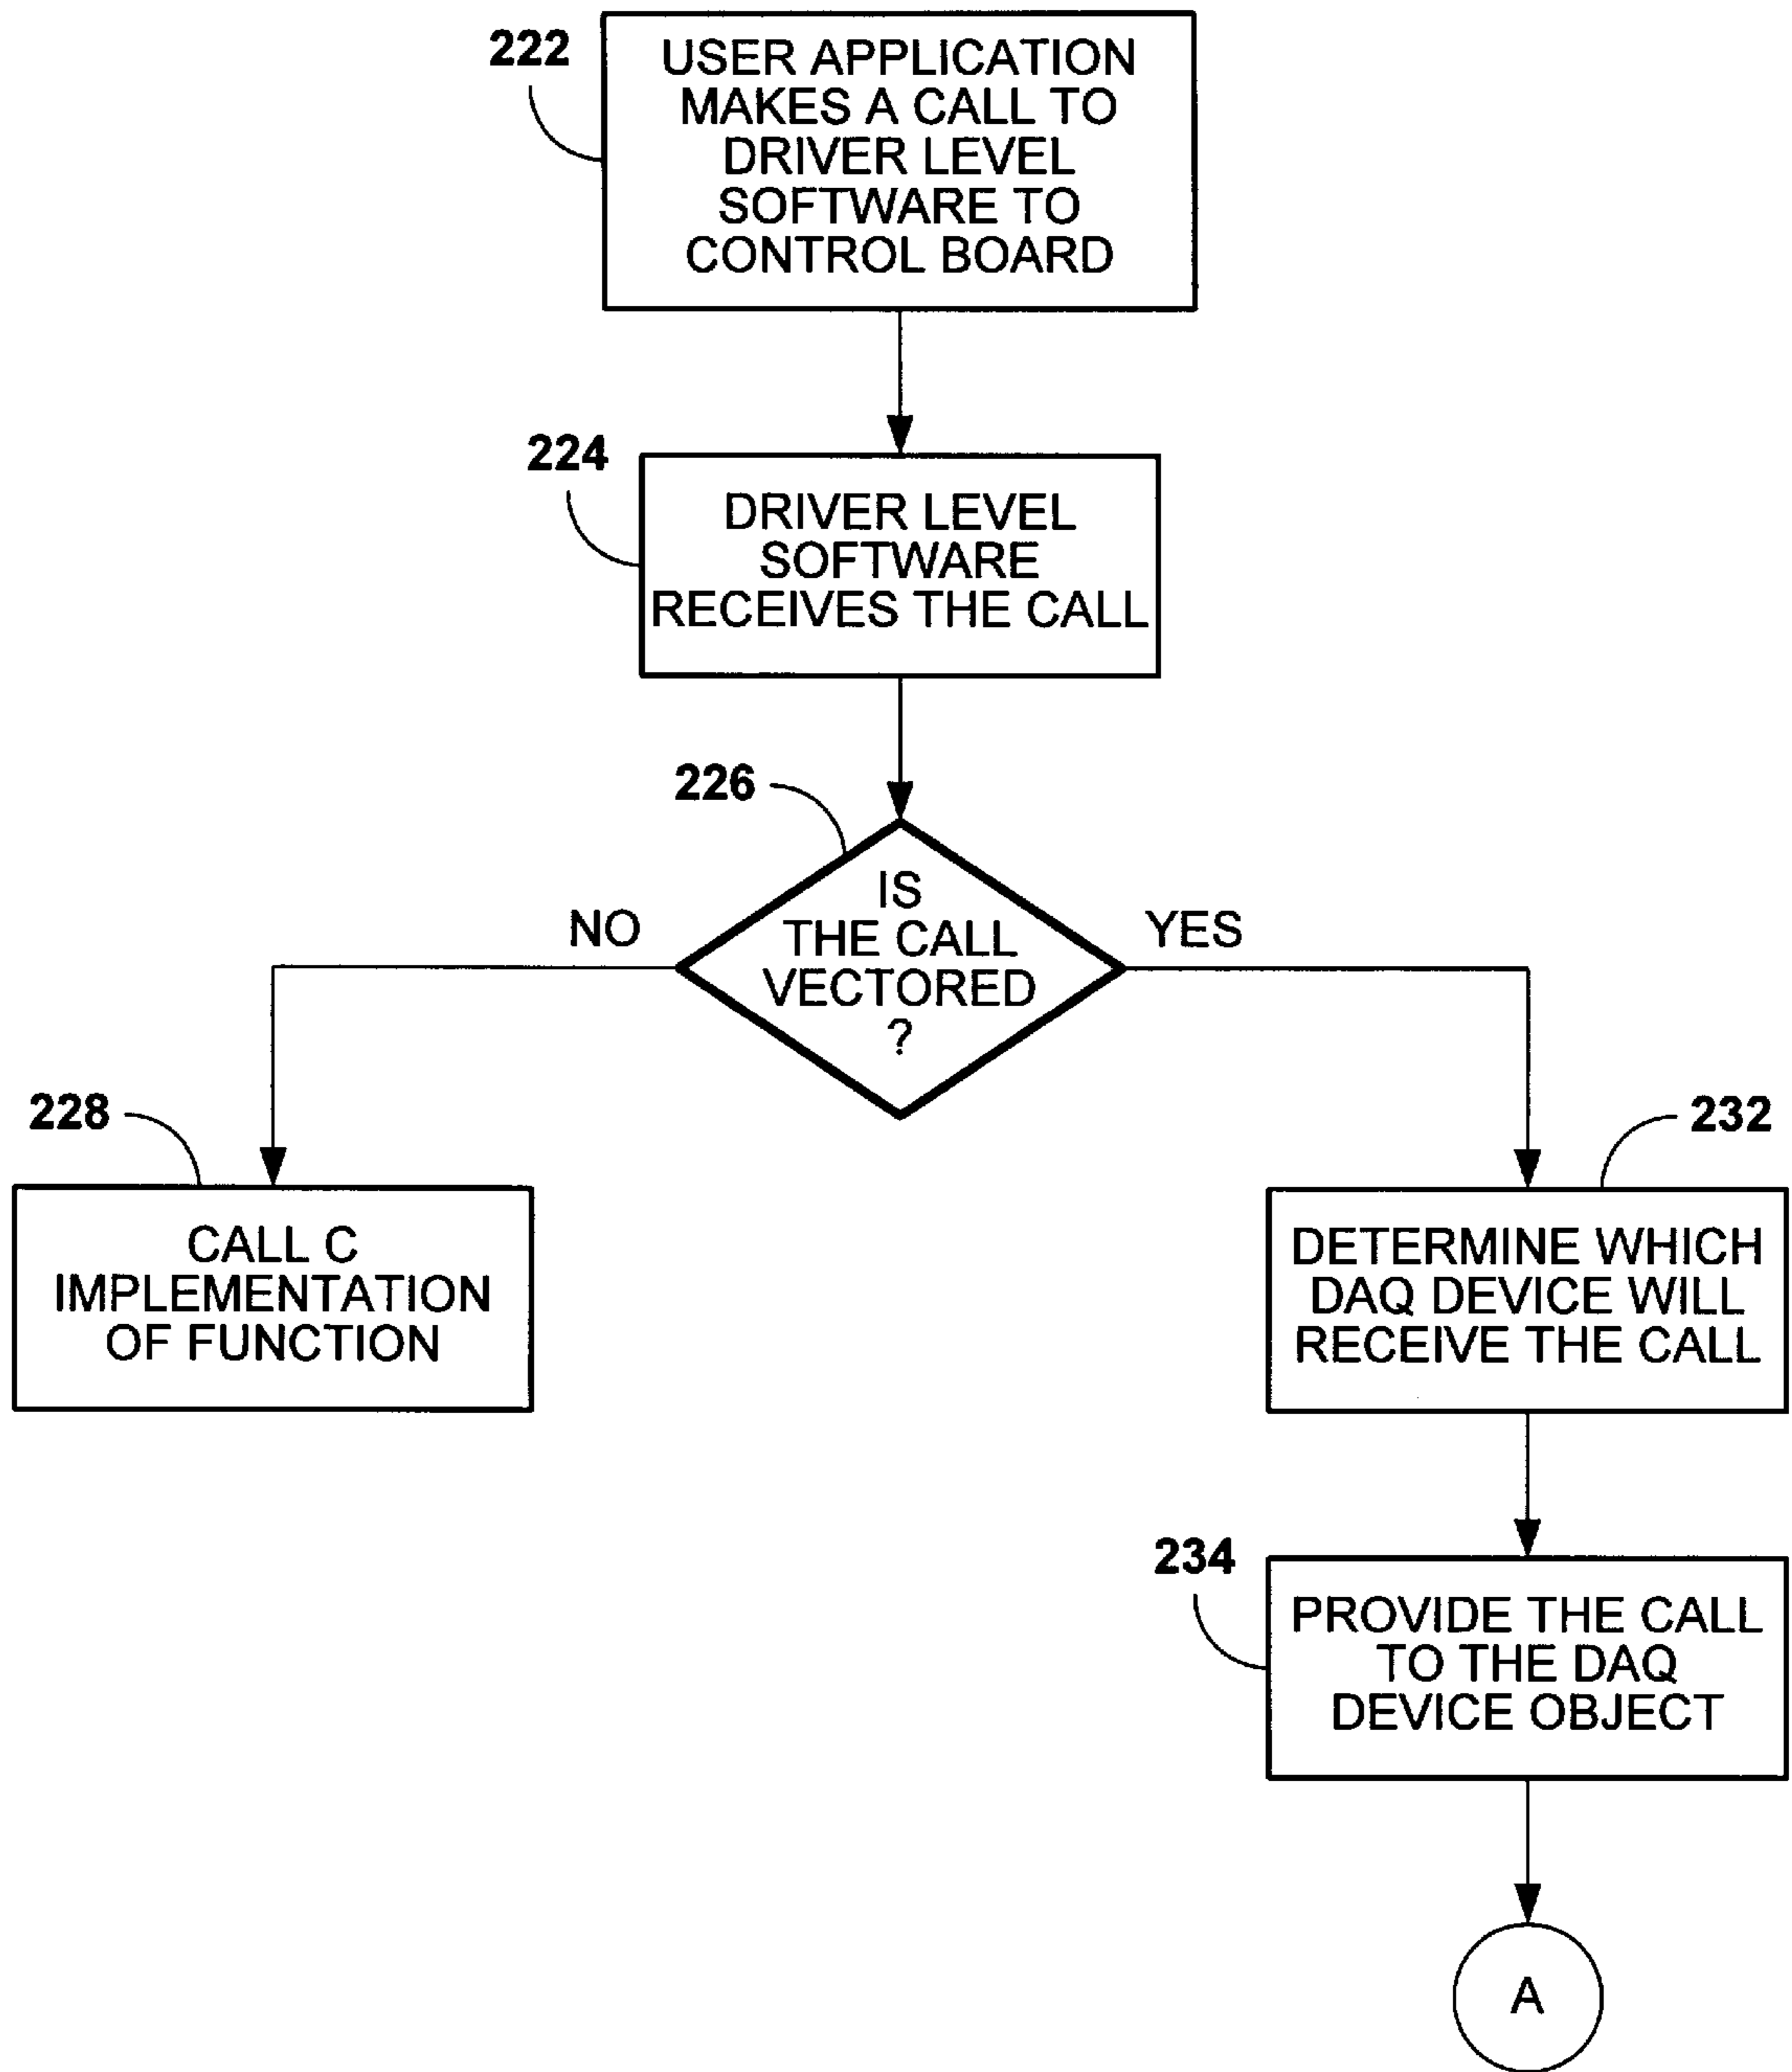 222
USER APPLICATION
MAKES A CALL TO
DRIVER LEVEL
SOFTWARE TO
CONTROL BOARD
224
DRIVER LEVEL
SOFTWARE
RECEIVES THE CALL
226
IS
THE CALL
VECTORED
?
NO
YES
228
CALL C
IMPLEMENTATION
OF FUNCTION
232
DETERMINE WHICH
DAQ DEVICE WILL
RECEIVE THE CALL
234
PROVIDE THE CALL
TO THE DAQ
DEVICE OBJECT
A